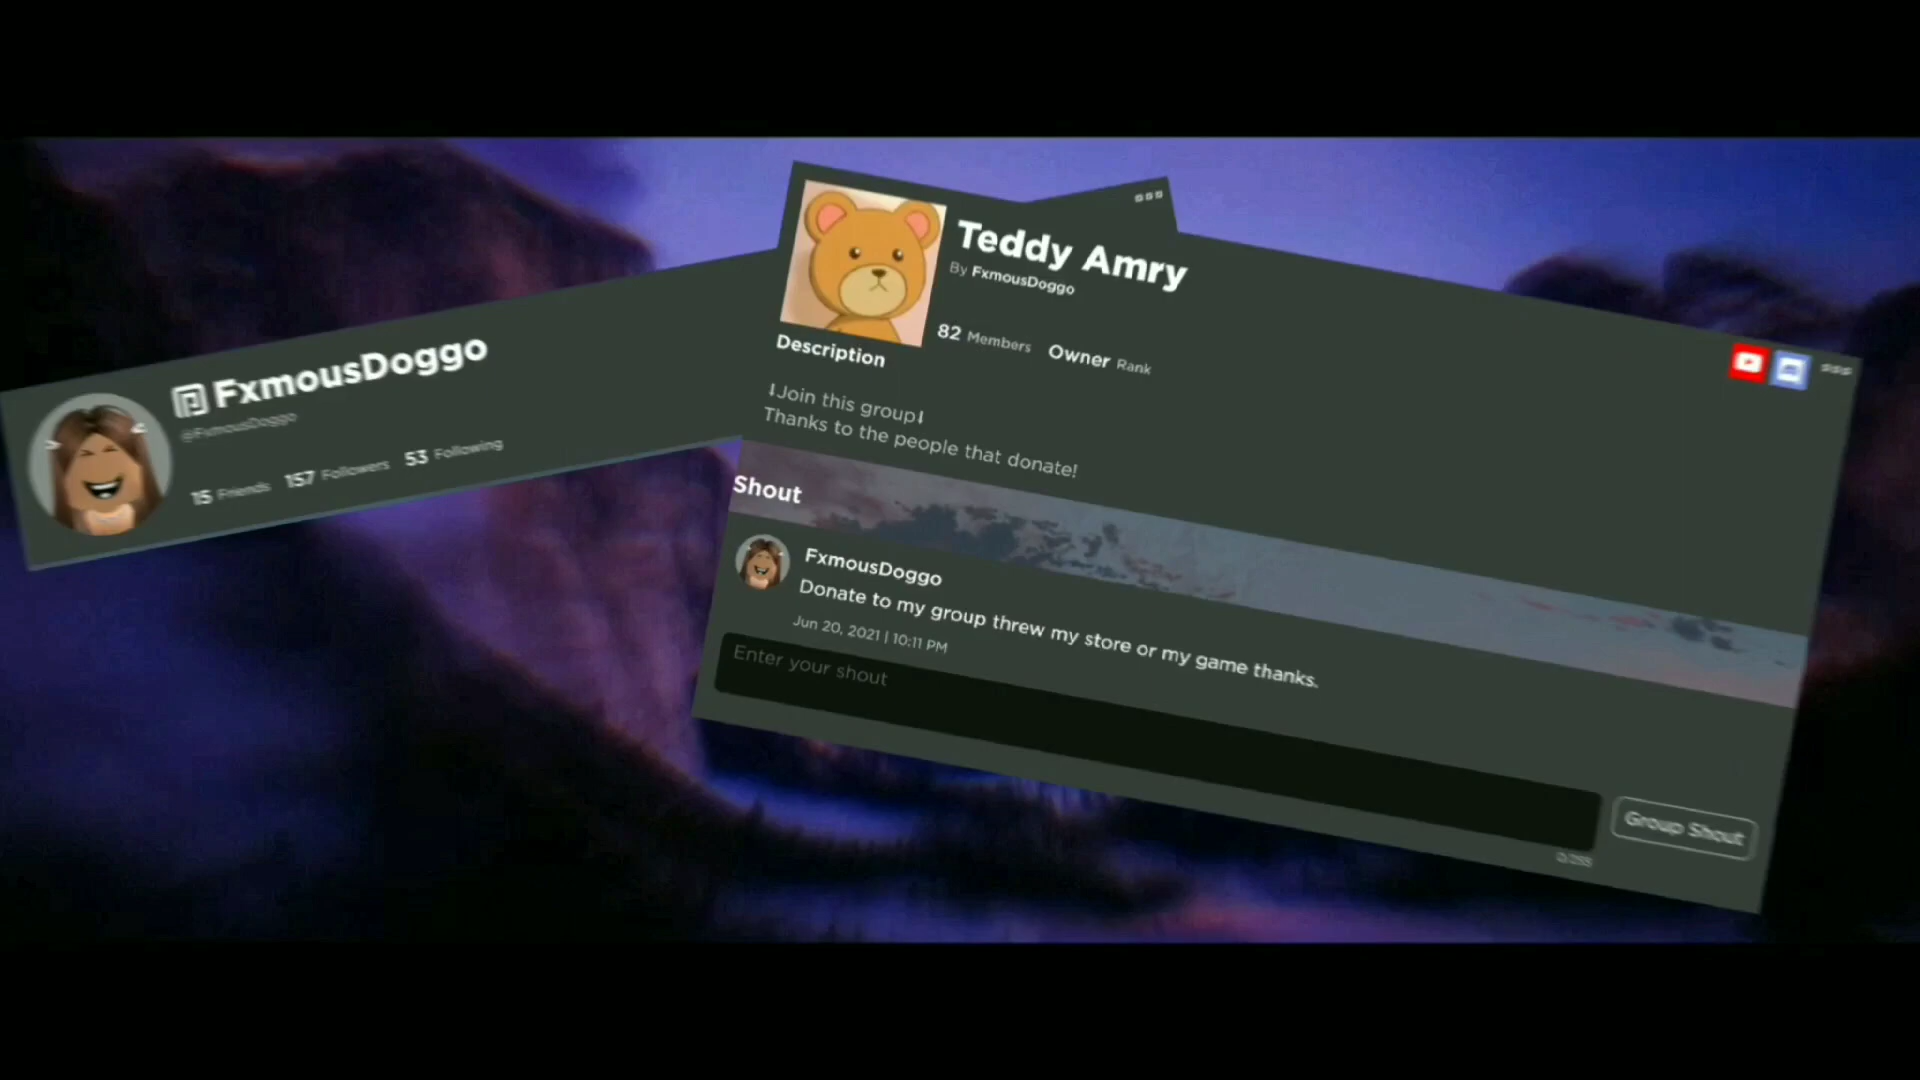 FxmousDoggo
@FxmousDoggo
15 Friends 157 Followers 53 Following
Teddy Amry
By FxmousDoggo
82 Members Owner Rank
Description
⭣Join this group⭣
Thanks to the people that donate!
Shout
FxmousDoggo
Donate to my group threw my store or my game thanks.
Jun 20, 2021 | 10:11 PM
Enter your shout
Group Shout
0/255